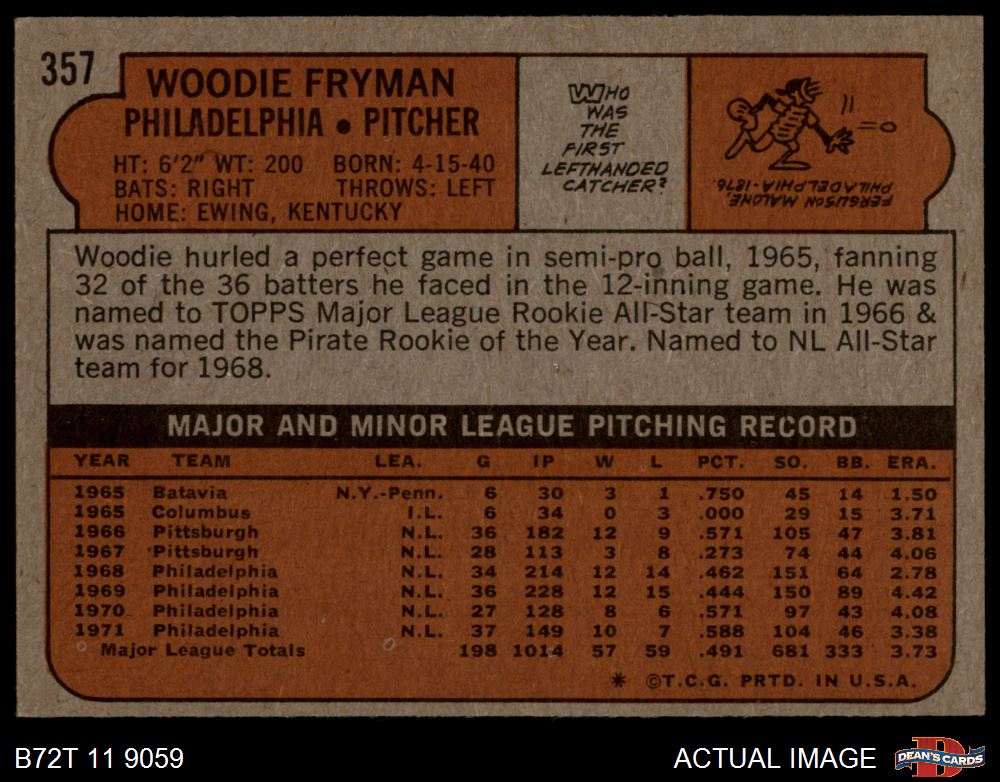 357
WOODIE FRYMAN
PHILADELPHIA • PITCHER
HT: 6'2" WT: 200 BORN: 4-15-40
BATS: RIGHT THROWS: LEFT
HOME: EWING, KENTUCKY
WHO
WAS
THE
FIRST
LEFTHANDED
CATCHER?
FERGUSON MALONE,
PHILADELPHIA-1876.
Woodie hurled a perfect game in semi-pro ball, 1965, fanning
32 of the 36 batters he faced in the 12-inning game. He was
named to TOPPS Major League Rookie All-Star team in 1966 &
was named the Pirate Rookie of the Year. Named to NL All-Star
team for 1968.
MAJOR AND MINOR LEAGUE PITCHING RECORD
YEAR TEAM LEA. G IP W L PCT. SO. BB. ERA.
1965 Batavia N.Y.-Penn. 6 30 3 1 .750 45 14 1.50
1965 Columbus I.L. 6 34 0 3 .000 29 15 3.71
1966 Pittsburgh N.L. 36 182 12 9 .571 105 47 3.81
1967 Pittsburgh N.L. 28 113 3 8 .273 74 44 4.06
1968 Philadelphia N.L. 34 214 12 14 .462 151 64 2.78
1969 Philadelphia N.L. 36 228 12 15 .444 150 89 4.42
1970 Philadelphia N.L. 27 128 8 6 .571 97 43 4.08
1971 Philadelphia N.L. 37 149 10 7 .588 104 46 3.38
Major League Totals 198 1014 57 59 .491 681 333 3.73
* ©T.C.G. PRTD. IN U.S.A.
B72T 11 9059
ACTUAL IMAGE
D
DEAN'S CARDS